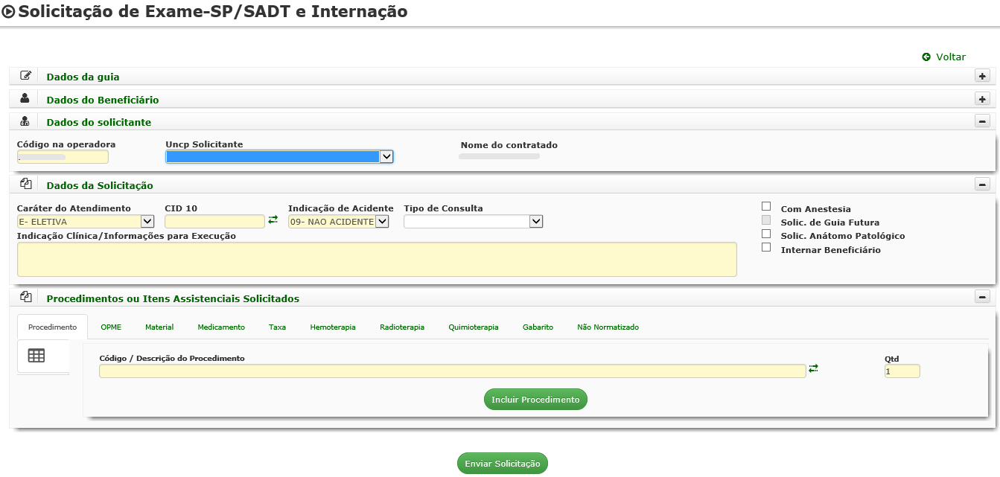 Solicitação de Exame-SP/SADT e Internação
Voltar
Dados da guia
Dados do Beneficiário
Dados do solicitante
Código na operadora Uncp Solicitante Nome do contratado
Dados da Solicitação
Caráter do Atendimento CID 10 Indicação de Acidente Tipo de Consulta
E- ELETIVA 09- NAO ACIDENTE
Indicação Clínica/Informações para Execução
Com Anestesia
Solic. de Guia Futura
Solic. Anátomo Patológico
Internar Beneficiário
Procedimentos ou Itens Assistenciais Solicitados
Procedimento OPME Material Medicamento Taxa Hemoterapia Radioterapia Quimioterapia Gabarito Não Normatizado
Código / Descrição do Procedimento Qtd
1
Incluir Procedimento
Enviar Solicitação